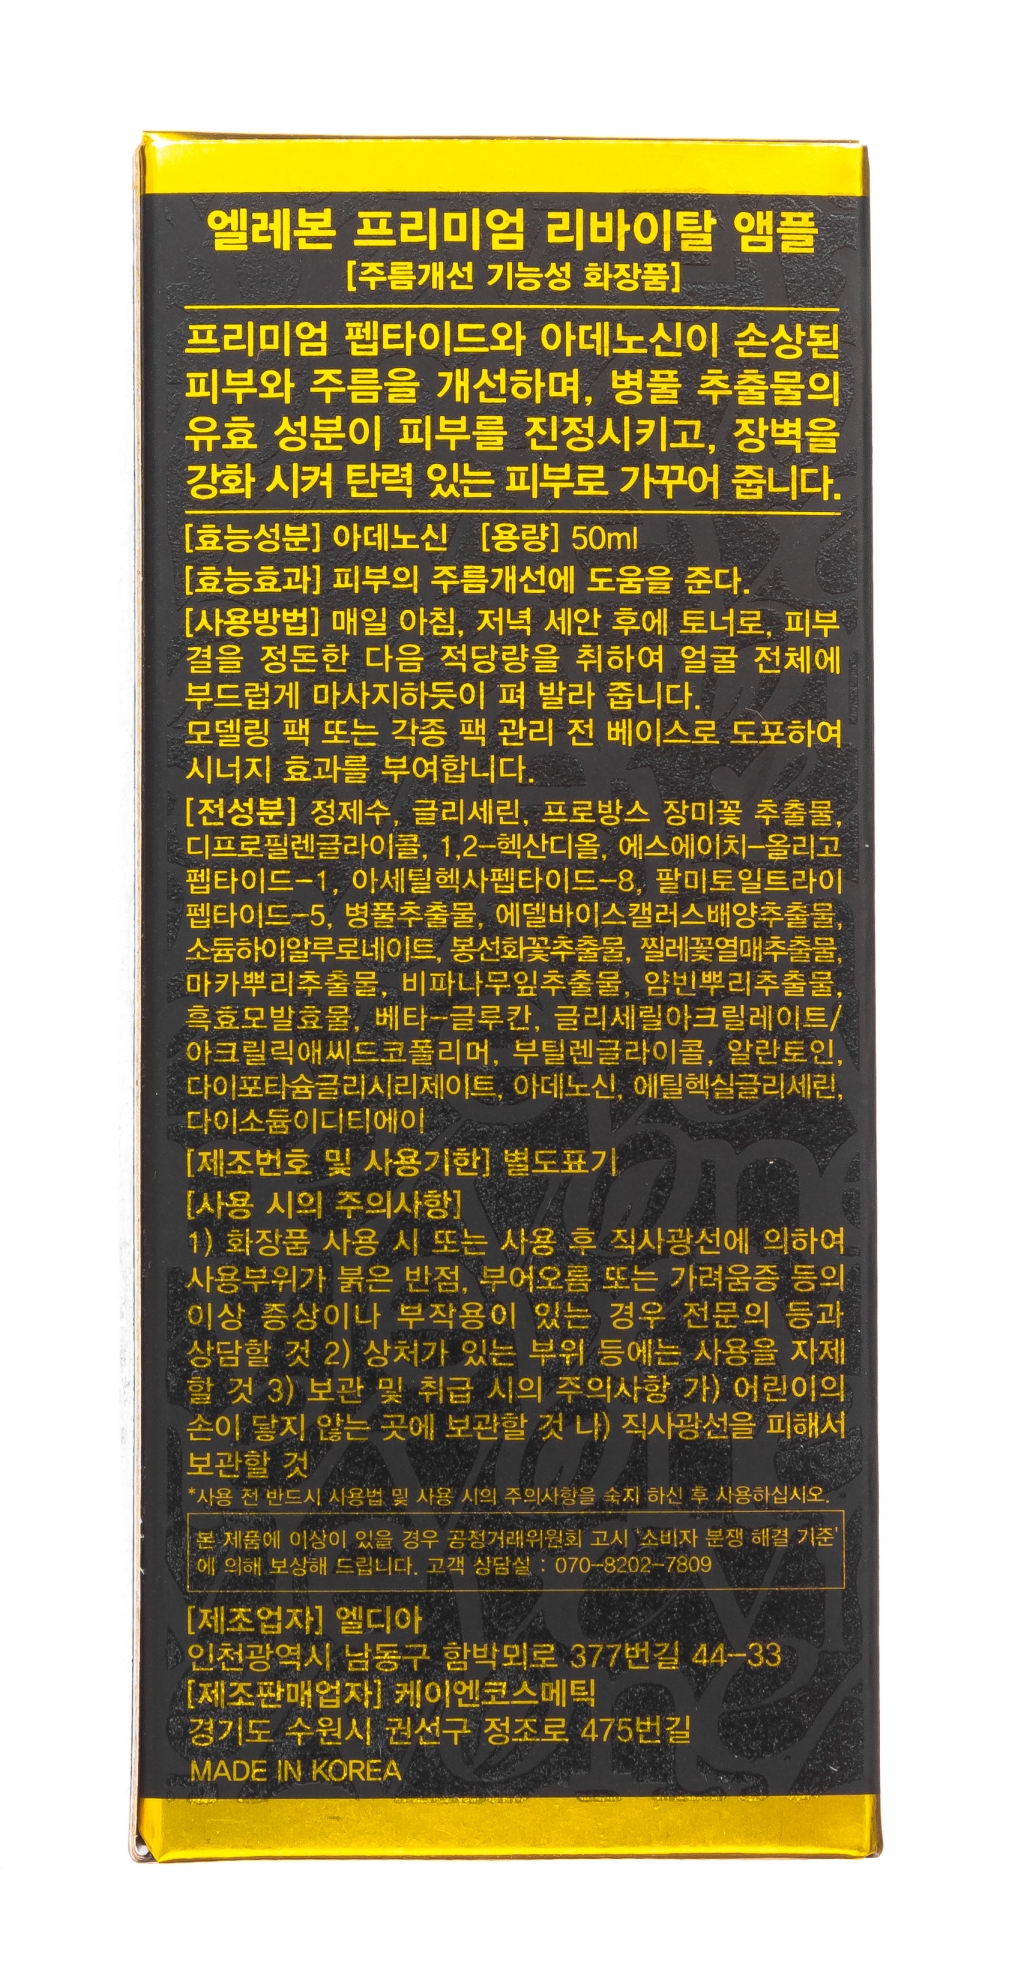 엘레본 프리미엄 리바이탈 앰플
[주름개선 기능성 화장품]
프리미엄 펩타이드와 아데노신이 손상된
피부와 주름을 개선하며, 병풀 추출물의
유효 성분이 피부를 진정시키고, 장벽을
강화 시켜 탄력 있는 피부로 가꾸어 줍니다.
[효능성분] 아데노신 [용량] 50ml
[효능효과] 피부의 주름개선에 도움을 준다.
[사용방법] 매일 아침, 저녁 세안 후에 토너로, 피부
결을 정돈한 다음 적당량을 취하여 얼굴 전체에
부드럽게 마사지하듯이 펴 발라 줍니다.
모델링 팩 또는 각종 팩 관리 전 베이스로 도포하여
시너지 효과를 부여합니다.
[전성분] 정제수, 글리세린, 프로방스 장미꽃 추출물,
디프로필렌글라이콜, 1,2-헥산디올, 에스에이치-올리고
펩타이드-1, 아세틸헥사펩타이드-8, 팔미토일트라이
펩타이드-5, 병풀추출물, 에델바이스캘러스배양추출물,
소듐하이알루로네이트, 봉선화꽃추출물, 찔레꽃열매추출물,
마카뿌리추출물, 비파나무잎추출물, 얌빈뿌리추출물,
흑효모발효물, 베타-글루칸, 글리세릴아크릴레이트/
아크릴릭애씨드코폴리머, 부틸렌글라이콜, 알란토인,
다이포타슘글리시리제이트, 아데노신, 에틸헥실글리세린,
다이소듐이디티에이
[제조번호 및 사용기한] 별도표기
[사용 시의 주의사항]
1) 화장품 사용 시 또는 사용 후 직사광선에 의하여
사용부위가 붉은 반점, 부어오름 또는 가려움증 등의
이상 증상이나 부작용이 있는 경우 전문의 등과
상담할 것 2) 상처가 있는 부위 등에는 사용을 자제
할 것 3) 보관 및 취급 시의 주의사항 가) 어린이의
손이 닿지 않는 곳에 보관할 것 나) 직사광선을 피해서
보관할 것
*사용 전 반드시 사용법 및 사용 시의 주의사항을 숙지 하신 후 사용하십시오.
본 제품에 이상이 있을 경우 공정거래위원회 고시 '소비자 분쟁 해결 기준'
에 의해 보상해 드립니다. 고객 상담실 : 070-8202-7809
[제조업자] 엘디아
인천광역시 남동구 함박뫼로 377번길 44-33
[제조판매업자] 케이엔코스메틱
경기도 수원시 권선구 정조로 475번길
MADE IN KOREA